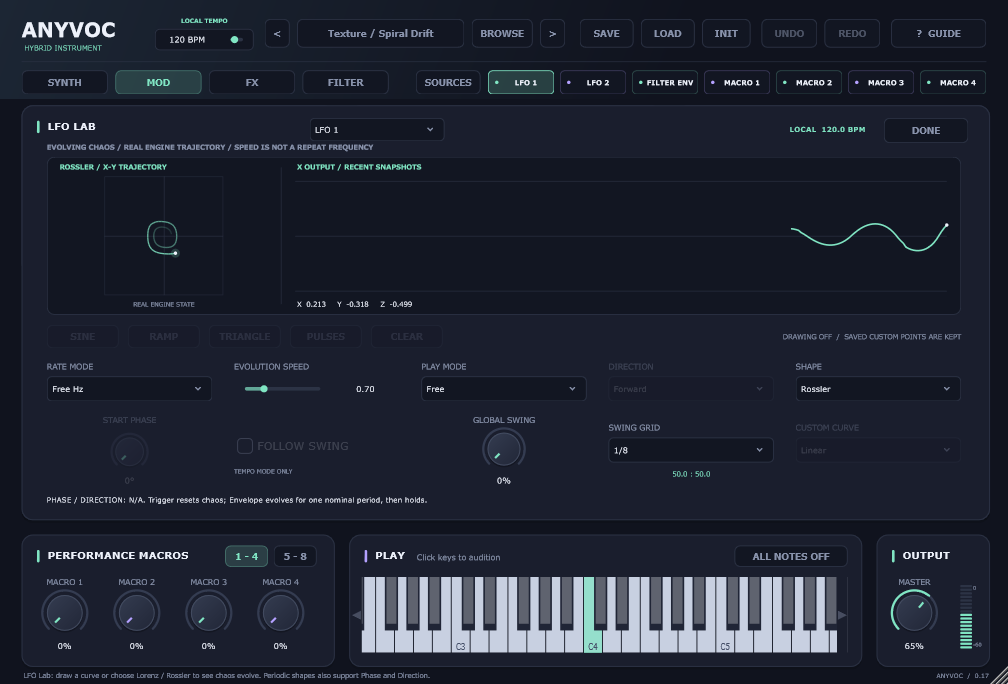 ANYVOC
HYBRID INSTRUMENT
LOCAL TEMPO
120 BPM
<
Texture / Spiral Drift
BROWSE
>
SAVE
LOAD
INIT
UNDO
REDO
? GUIDE
SYNTH
MOD
FX
FILTER
SOURCES
LFO 1
LFO 2
FILTER ENV
MACRO 1
MACRO 2
MACRO 3
MACRO 4
LFO LAB
LFO 1
LOCAL 120.0 BPM
DONE
EVOLVING CHAOS / REAL ENGINE TRAJECTORY / SPEED IS NOT A REPEAT FREQUENCY
ROSSLER / X-Y TRAJECTORY
X OUTPUT / RECENT SNAPSHOTS
REAL ENGINE STATE
X 0.213 Y -0.318 Z -0.499
SINE
RAMP
TRIANGLE
PULSES
CLEAR
DRAWING OFF / SAVED CUSTOM POINTS ARE KEPT
RATE MODE
EVOLUTION SPEED
PLAY MODE
DIRECTION
SHAPE
Free Hz
0.70
Free
Forward
Rossler
START PHASE
0°
FOLLOW SWING
TEMPO MODE ONLY
GLOBAL SWING
0%
SWING GRID
1/8
50.0 : 50.0
CUSTOM CURVE
Linear
PHASE / DIRECTION: N/A. Trigger resets chaos; Envelope evolves for one nominal period, then holds.
PERFORMANCE MACROS
1 - 4
5 - 8
MACRO 1
MACRO 2
MACRO 3
MACRO 4
0%
0%
0%
0%
PLAY
Click keys to audition
ALL NOTES OFF
C3
C4
C5
OUTPUT
MASTER
65%
0
-60
LFO Lab: draw a curve or choose Lorenz / Rossler to see chaos evolve. Periodic shapes also support Phase and Direction.
ANYVOC / 0.17